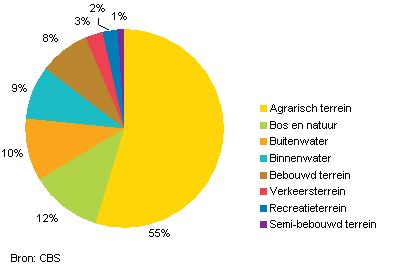 2%
1%
3%
8%
9%
10%
12%
55%
Agrarisch terrein
Bos en natuur
Buitenwater
Binnenwater
Bebouwd terrein
Verkeersterrein
Recreatieterrein
Semi-bebouwd terrein
Bron: CBS